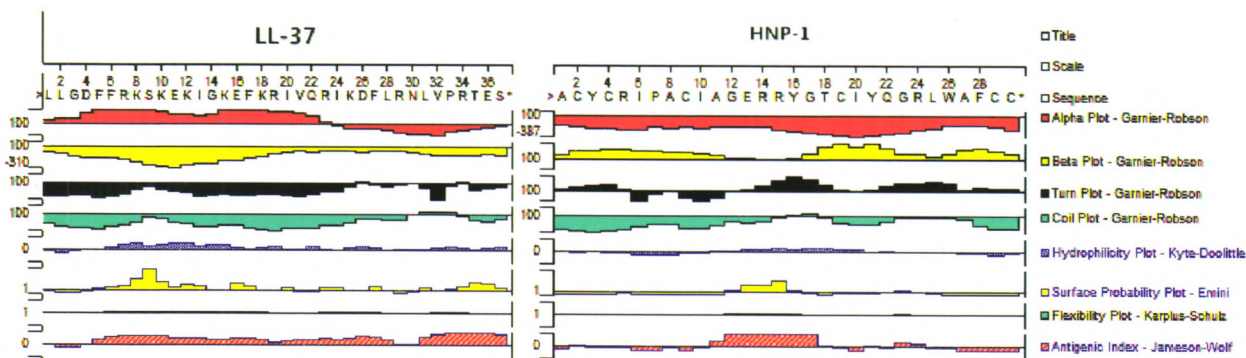 LL-37
HNP-1
Title
Scale
Sequence
2 4 6 8 10 12 14 16 18 20 22 24 26 28 30 32 34 36
>LLGDFFRKSKEKIGKEFKRIVQRIKDFLRNLVPRTES*
2 4 6 8 10 12 14 16 18 20 22 24 26 28
>ACYCRIPACIAGERRYGTCIYQGRLWAFCC*
100
100
-387
Alpha Plot - Garnier-Robson
-310
100
Beta Plot - Garnier-Robson
100
100
Turn Plot - Garnier-Robson
100
100
Coil Plot - Garnier-Robson
0
0
Hydrophilicity Plot - Kyte-Doolittle
1
1
Surface Probability Plot - Emini
1
1
Flexibility Plot - Karplus-Schulz
0
0
Antigenic Index - Jameson-Wolf